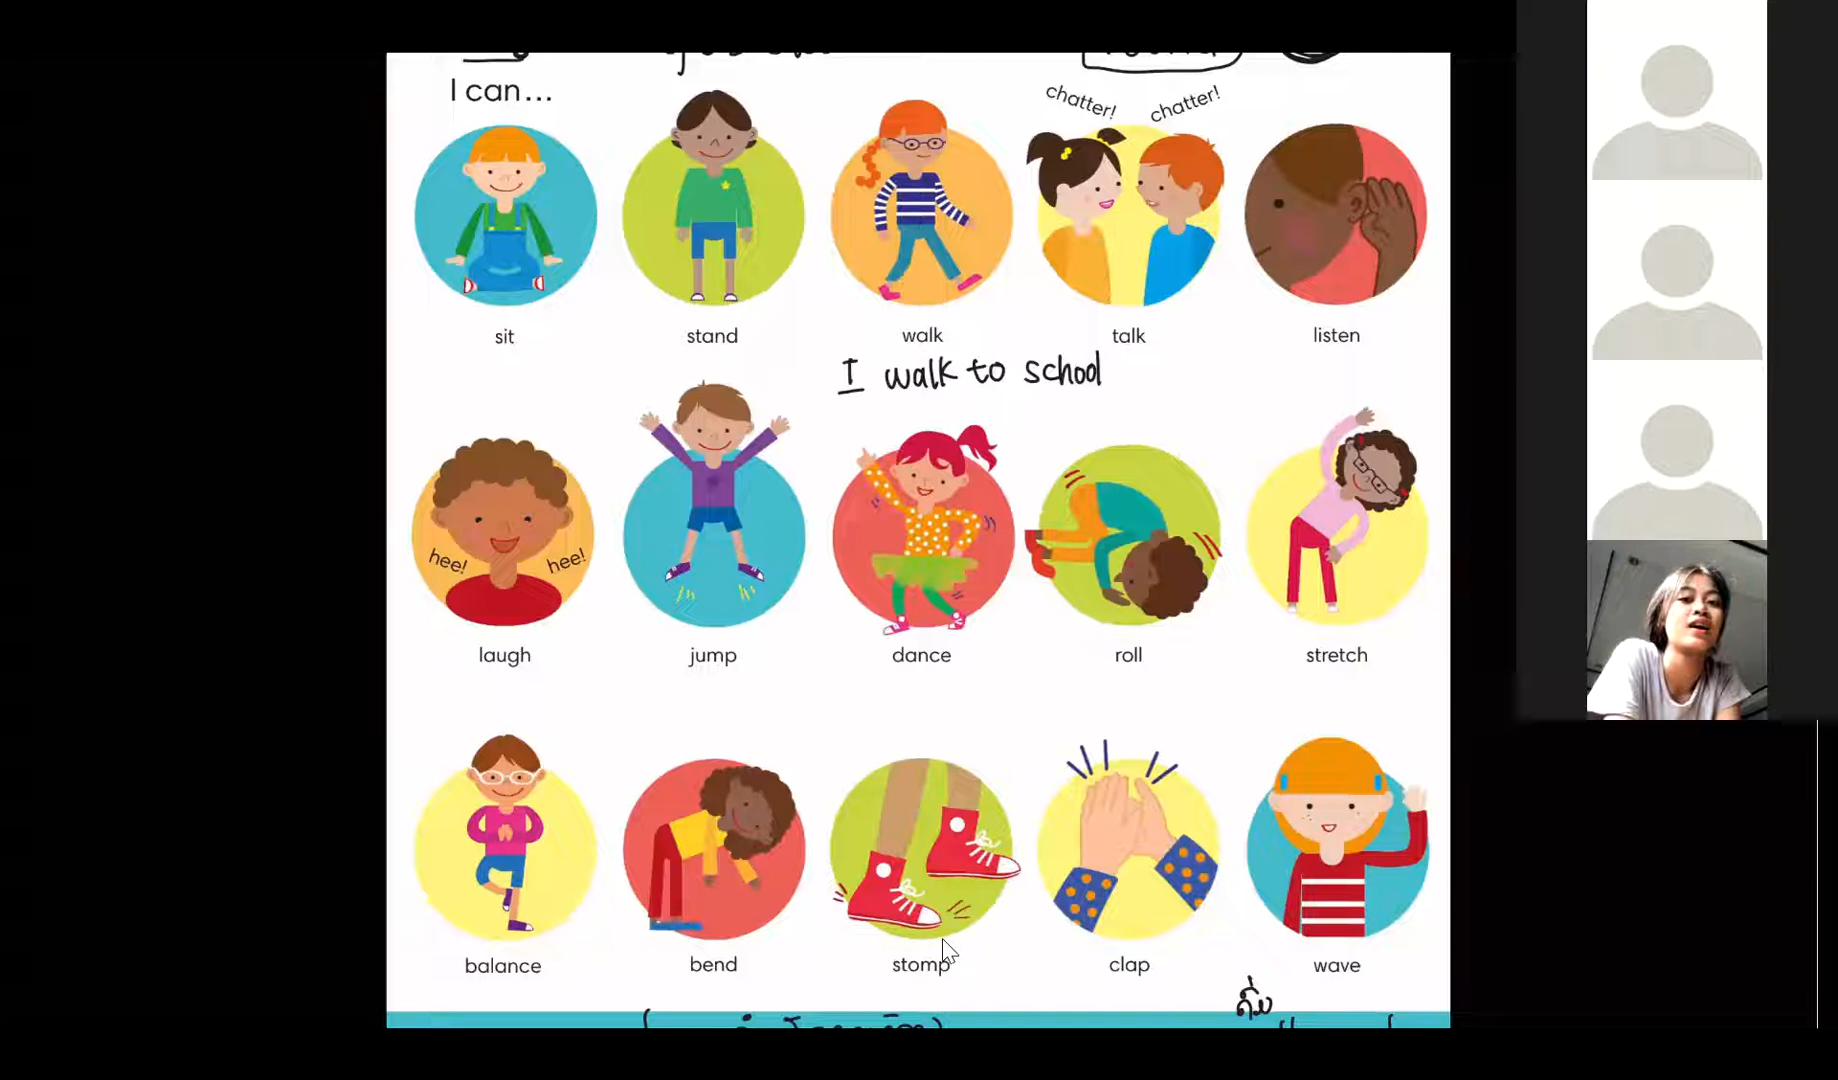 I can...
chatter! chatter!
sit stand walk talk listen
I walk to school
hee! hee!
laugh jump dance roll stretch
balance bend stomp clap wave